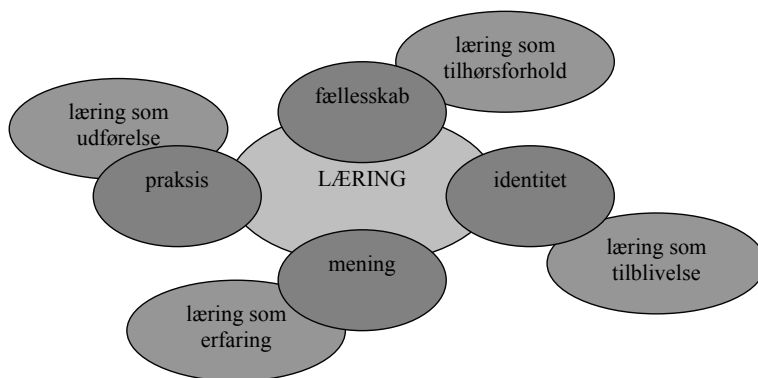 læring som
tilhørsforhold
fællesskab
læring som
udførelse
praksis
LÆRING
identitet
læring som
tilblivelse
mening
læring som
erfaring